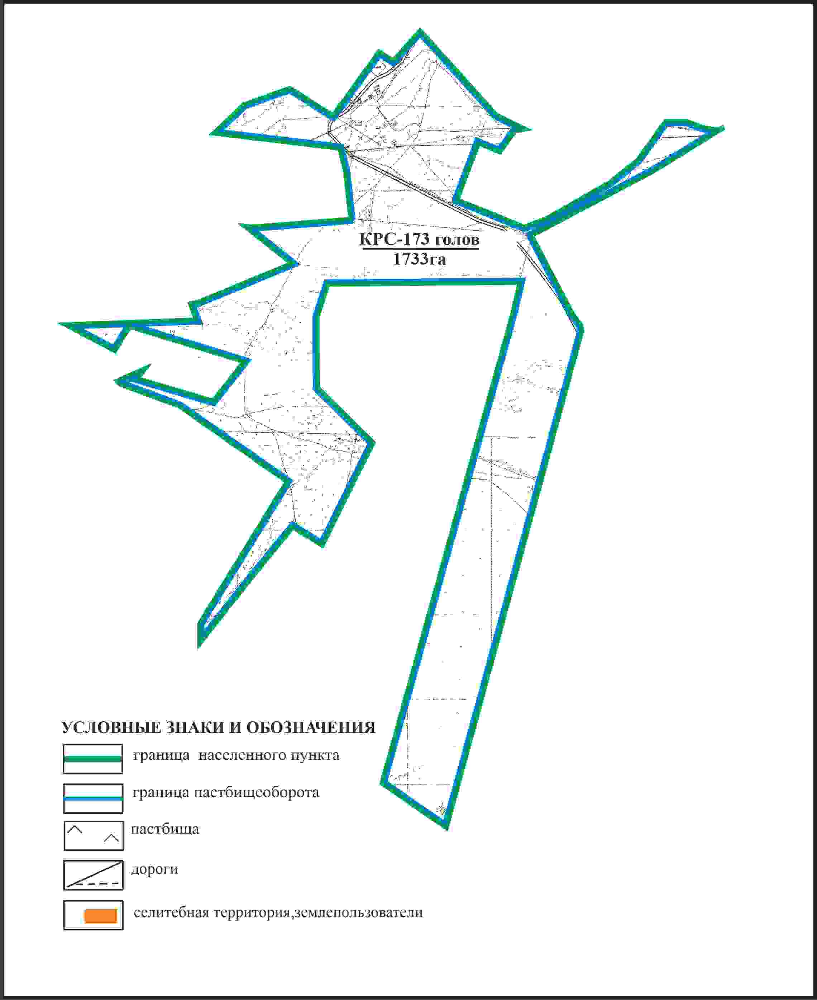 КРС-173 голов
1733га
УСЛОВНЫЕ ЗНАКИ И ОБОЗНАЧЕНИЯ
граница населенного пункта
граница пастбищеоборота
пастбища
дороги
селитебная территория,землепользователи